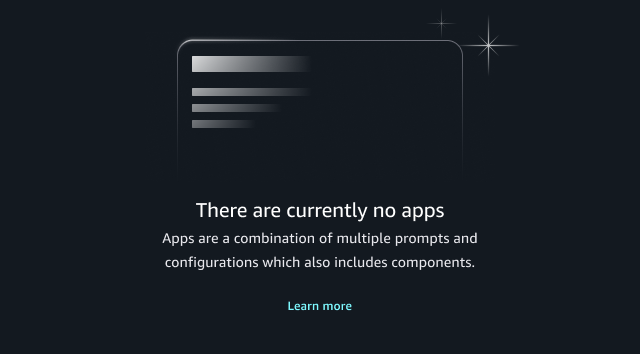 There are currently no apps
Apps are a combination of multiple prompts and
configurations which also includes components.
Learn more